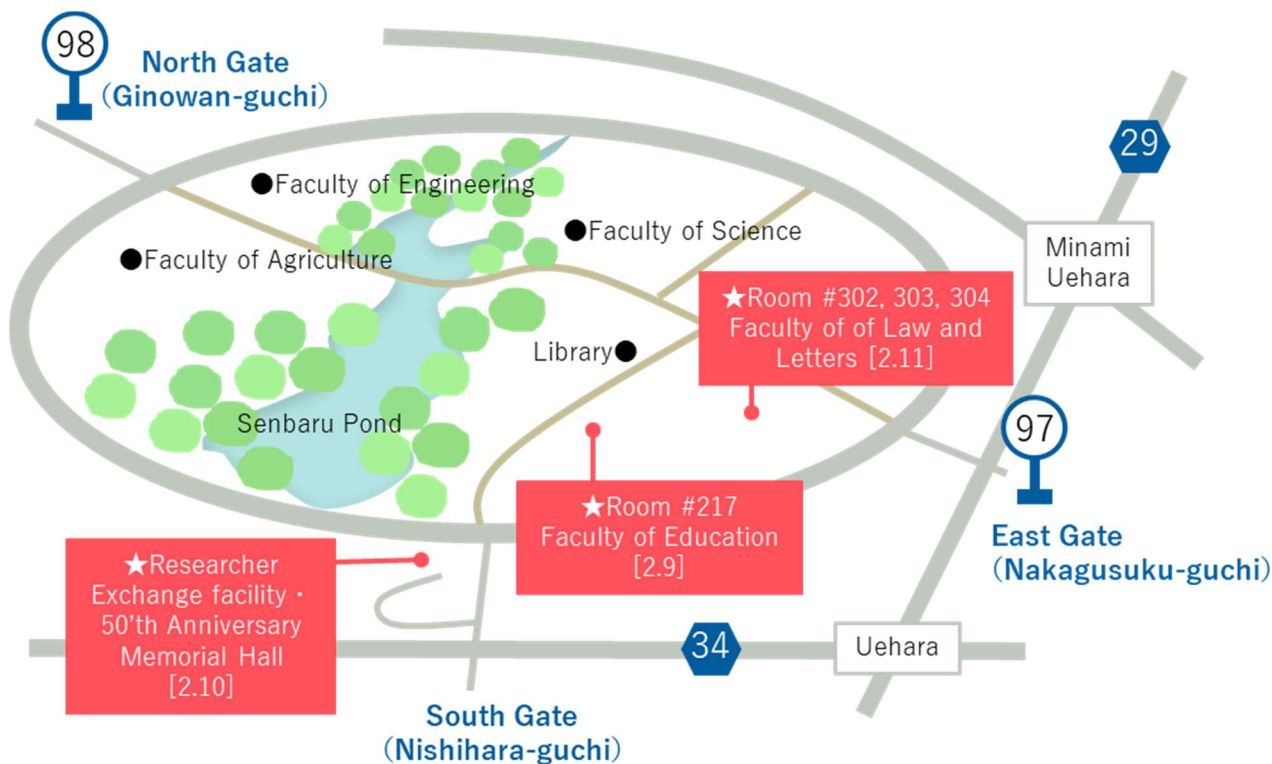 98
North Gate
(Ginowan-guchi)
29
Faculty of Engineering
Faculty of Science
Faculty of Agriculture
Minami
Uehara
★Room #302, 303, 304
Faculty of of Law and
Letters [2.11]
Library
Senbaru Pond
97
★Room #217
Faculty of Education
[2.9]
East Gate
(Nakagusuku-guchi)
★Researcher
Exchange facility・
50'th Anniversary
Memorial Hall
[2.10]
34
Uehara
South Gate
(Nishihara-guchi)